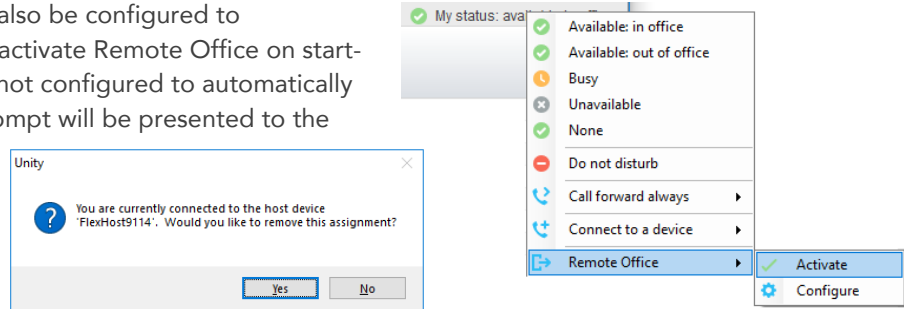 also be configured to
activate Remote Office on start-
not configured to automatically
ompt will be presented to the
My status:
Available: in office
Available: out of office
Busy
Unavailable
None
Do not disturb
Call forward always
Connect to a device
Remote Office
Activate
Configure
Unity
You are currently connected to the host device
'FlexHost9114'. Would you like to remove this assignment?
Yes
No